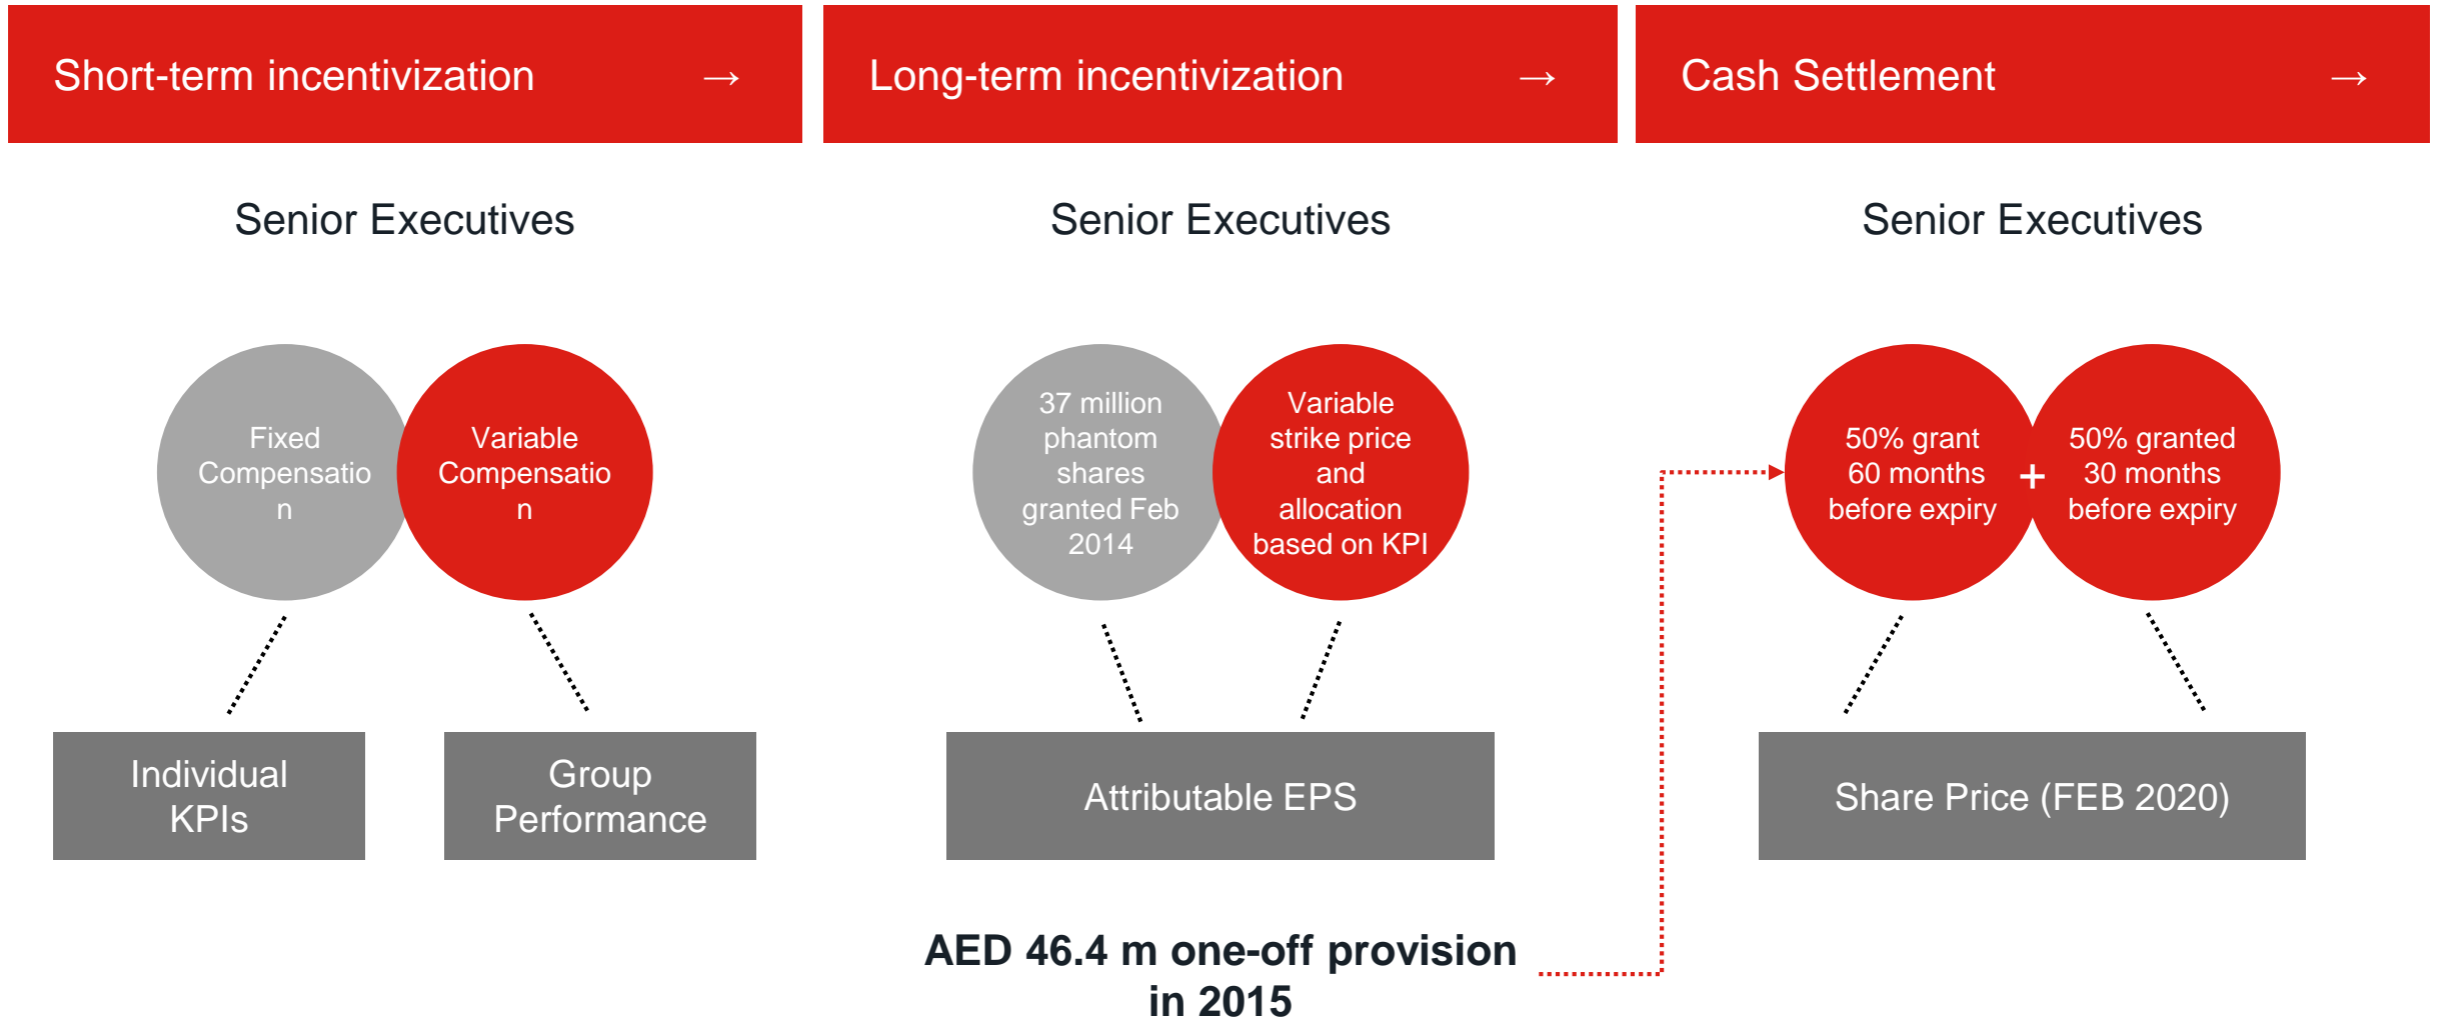 Short-term incentivization →
Long-term incentivization →
Cash Settlement →
Senior Executives
Senior Executives
Senior Executives
Fixed
Compensatio
n
Variable
Compensatio
n
37 million
phantom
shares
granted Feb
2014
Variable
strike price
and
allocation
based on KPI
50% grant
60 months
before expiry
+
50% granted
30 months
before expiry
Individual
KPIs
Group
Performance
Attributable EPS
Share Price (FEB 2020)
AED 46.4 m one-off provision
in 2015